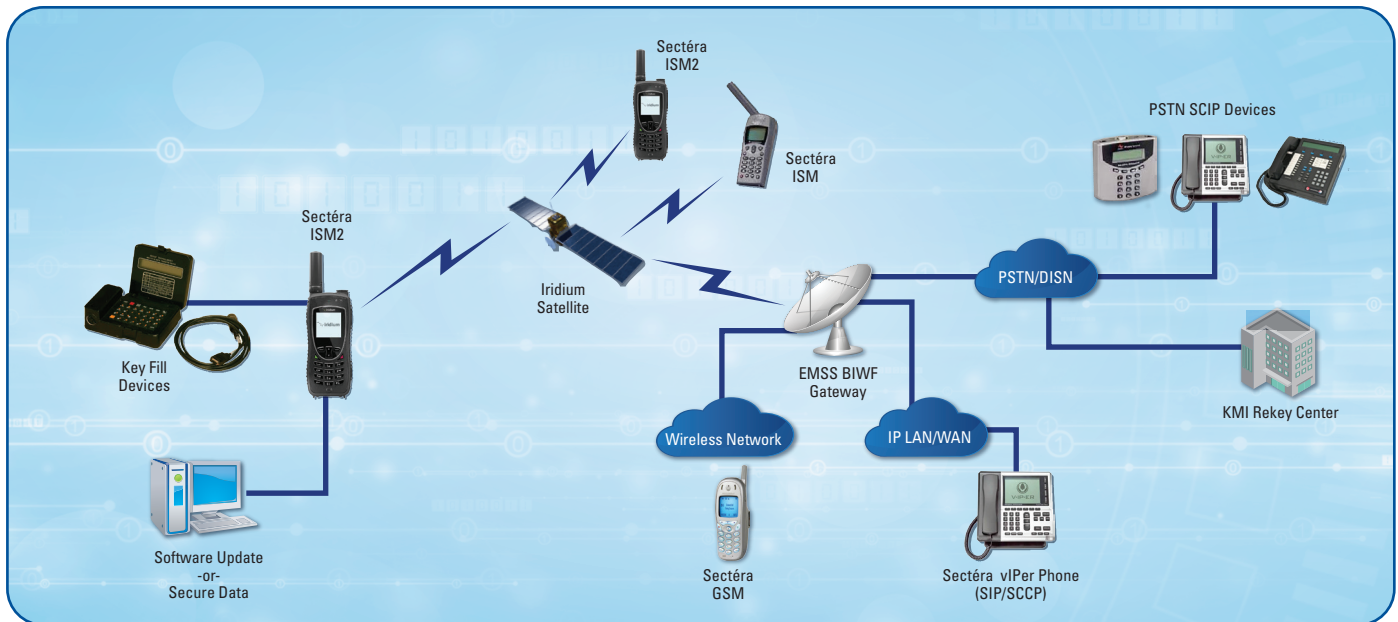 Sectéra
ISM2
Sectéra
ISM
PSTN SCIP Devices
Sectéra
ISM2
Iridium
Satellite
Key Fill
Devices
PSTN/DISN
EMSS BIWF
Gateway
KMI Rekey Center
Wireless Network
IP LAN/WAN
Software Update
-or-
Secure Data
Sectéra
GSM
Sectéra vIPer Phone
(SIP/SCCP)